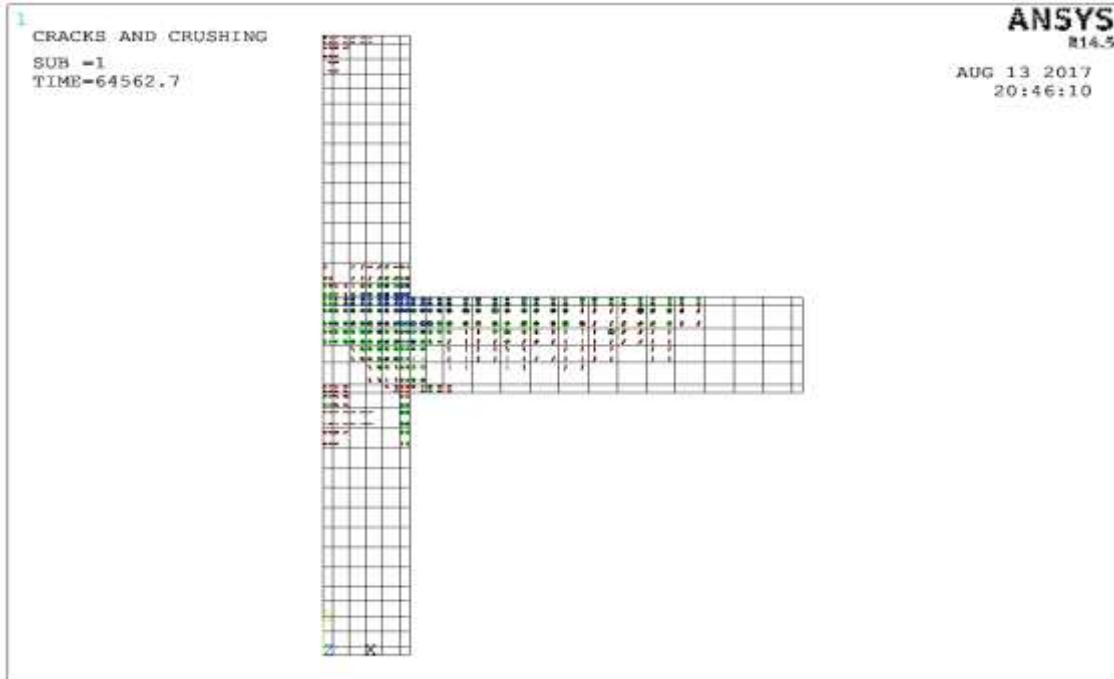 1
CRACKS AND CRUSHING
SUB =1
TIME=64562.7
ANSYS
R14.5
AUG 13 2017
20:46:10
Z X